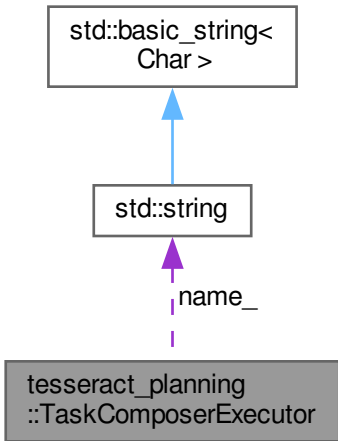 std::basic_string<
Char >
std::string
name_
tesseract_planning
::TaskComposerExecutor